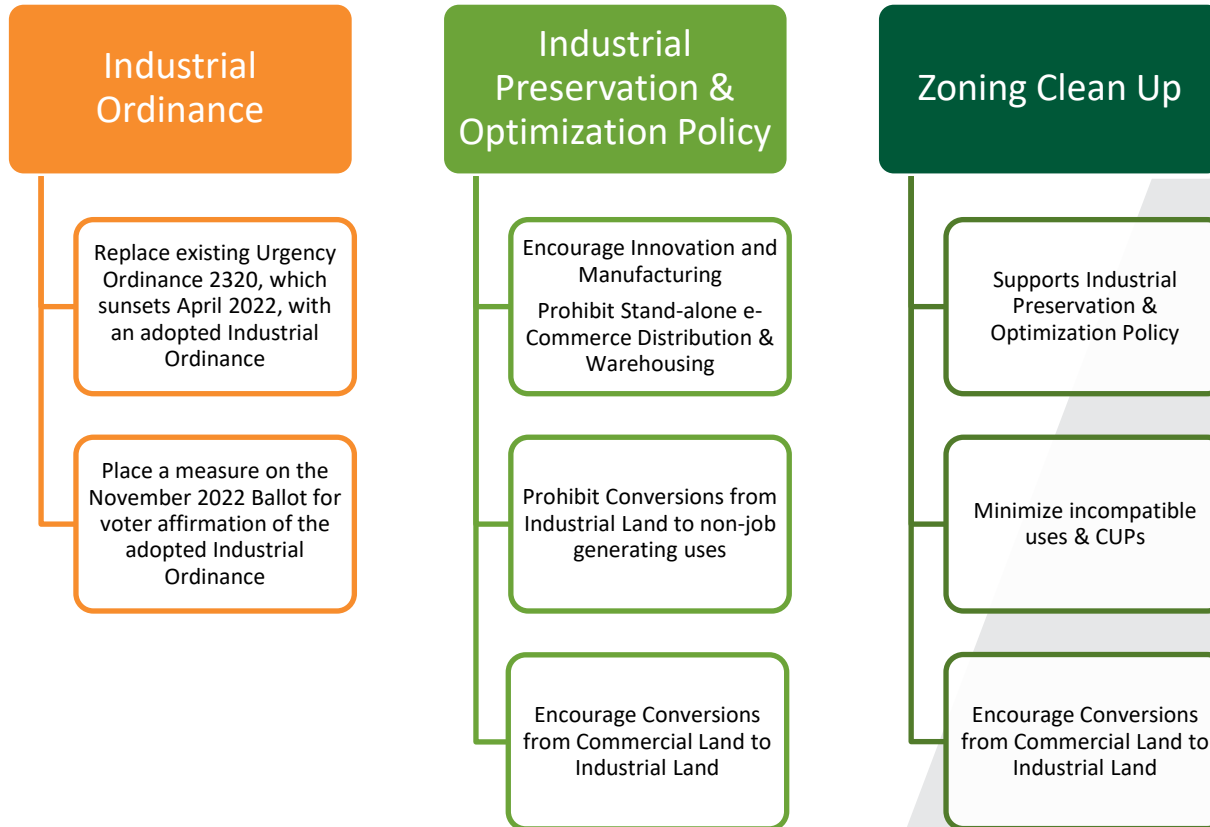 Industrial
Ordinance
Replace existing Urgency
Ordinance 2320, which
sunsets April 2022, with
an adopted Industrial
Ordinance
Place a measure on the
November 2022 Ballot for
voter affirmation of the
adopted Industrial
Ordinance
Industrial
Preservation &
Optimization Policy
Encourage Innovation and
Manufacturing
Prohibit Stand-alone e-
Commerce Distribution &
Warehousing
Prohibit Conversions from
Industrial Land to non-job
generating uses
Encourage Conversions
from Commercial Land to
Industrial Land
Zoning Clean Up
Supports Industrial
Preservation &
Optimization Policy
Minimize incompatible
uses & CUPs
Encourage Conversions
from Commercial Land to
Industrial Land